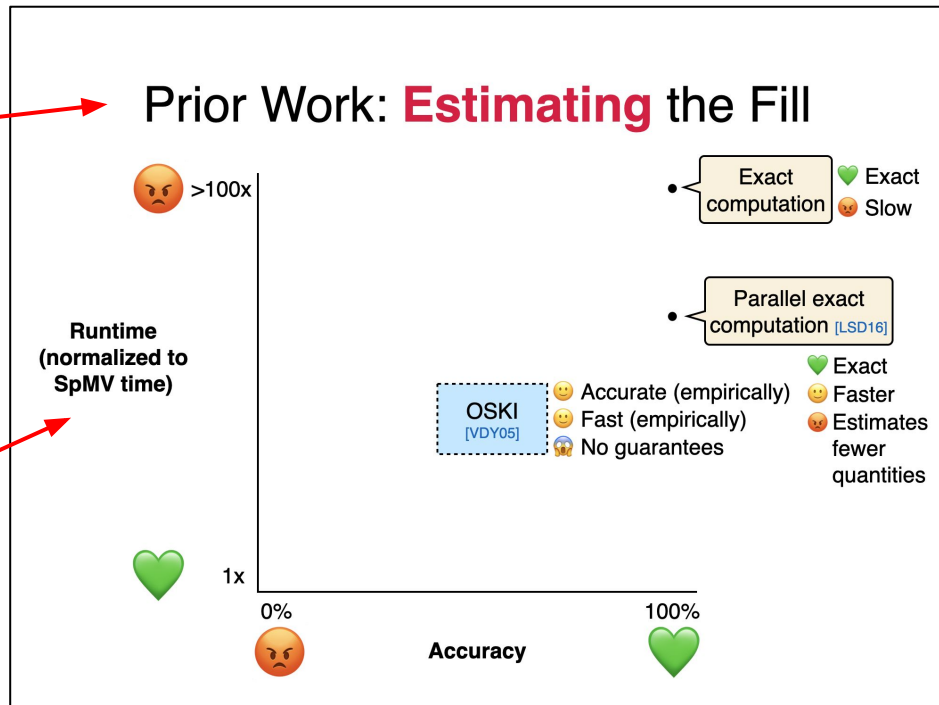 Prior Work: Estimating the Fill
>100x
Exact
computation
Exact
Slow
Parallel exact
computation [LSD16]
Exact
Faster
Estimates
fewer
quantities
Runtime
(normalized to
SpMV time)
OSKI
[VDY05]
Accurate (empirically)
Fast (empirically)
No guarantees
1x
0%
100%
Accuracy